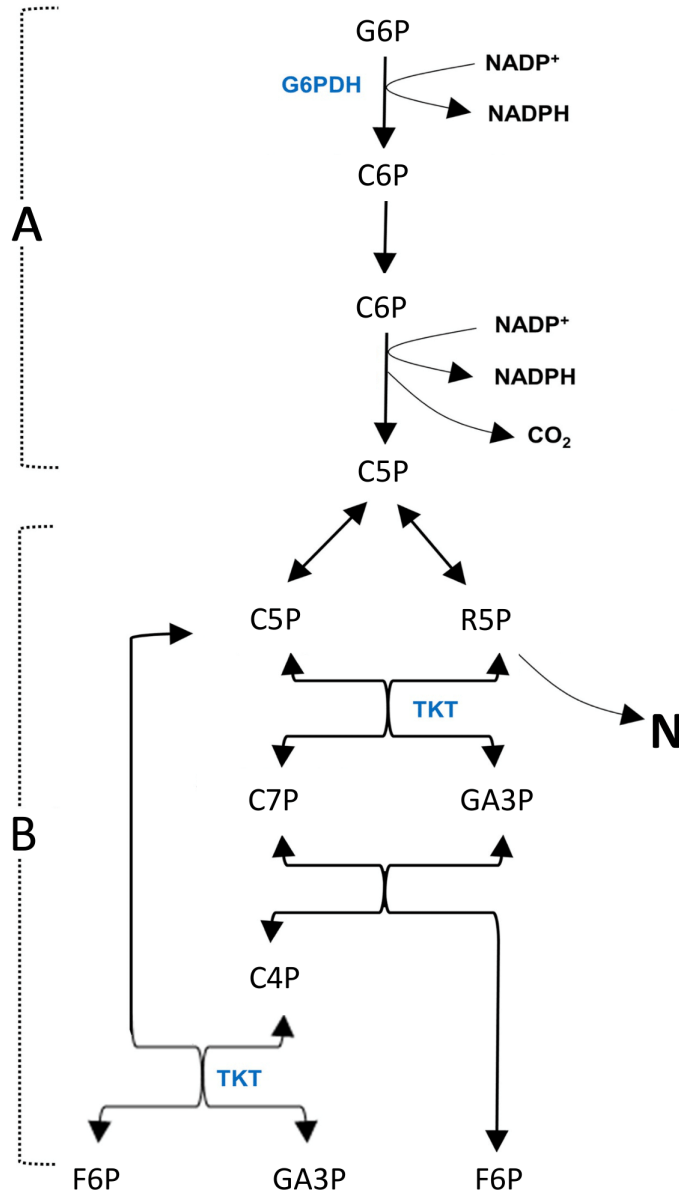 G6P
NADP+
G6PDH
NADPH
C6P
A
C6P
NADP+
NADPH
CO2
C5P
C5P
R5P
TKT
N
C7P
GA3P
B
C4P
TKT
F6P
GA3P
F6P